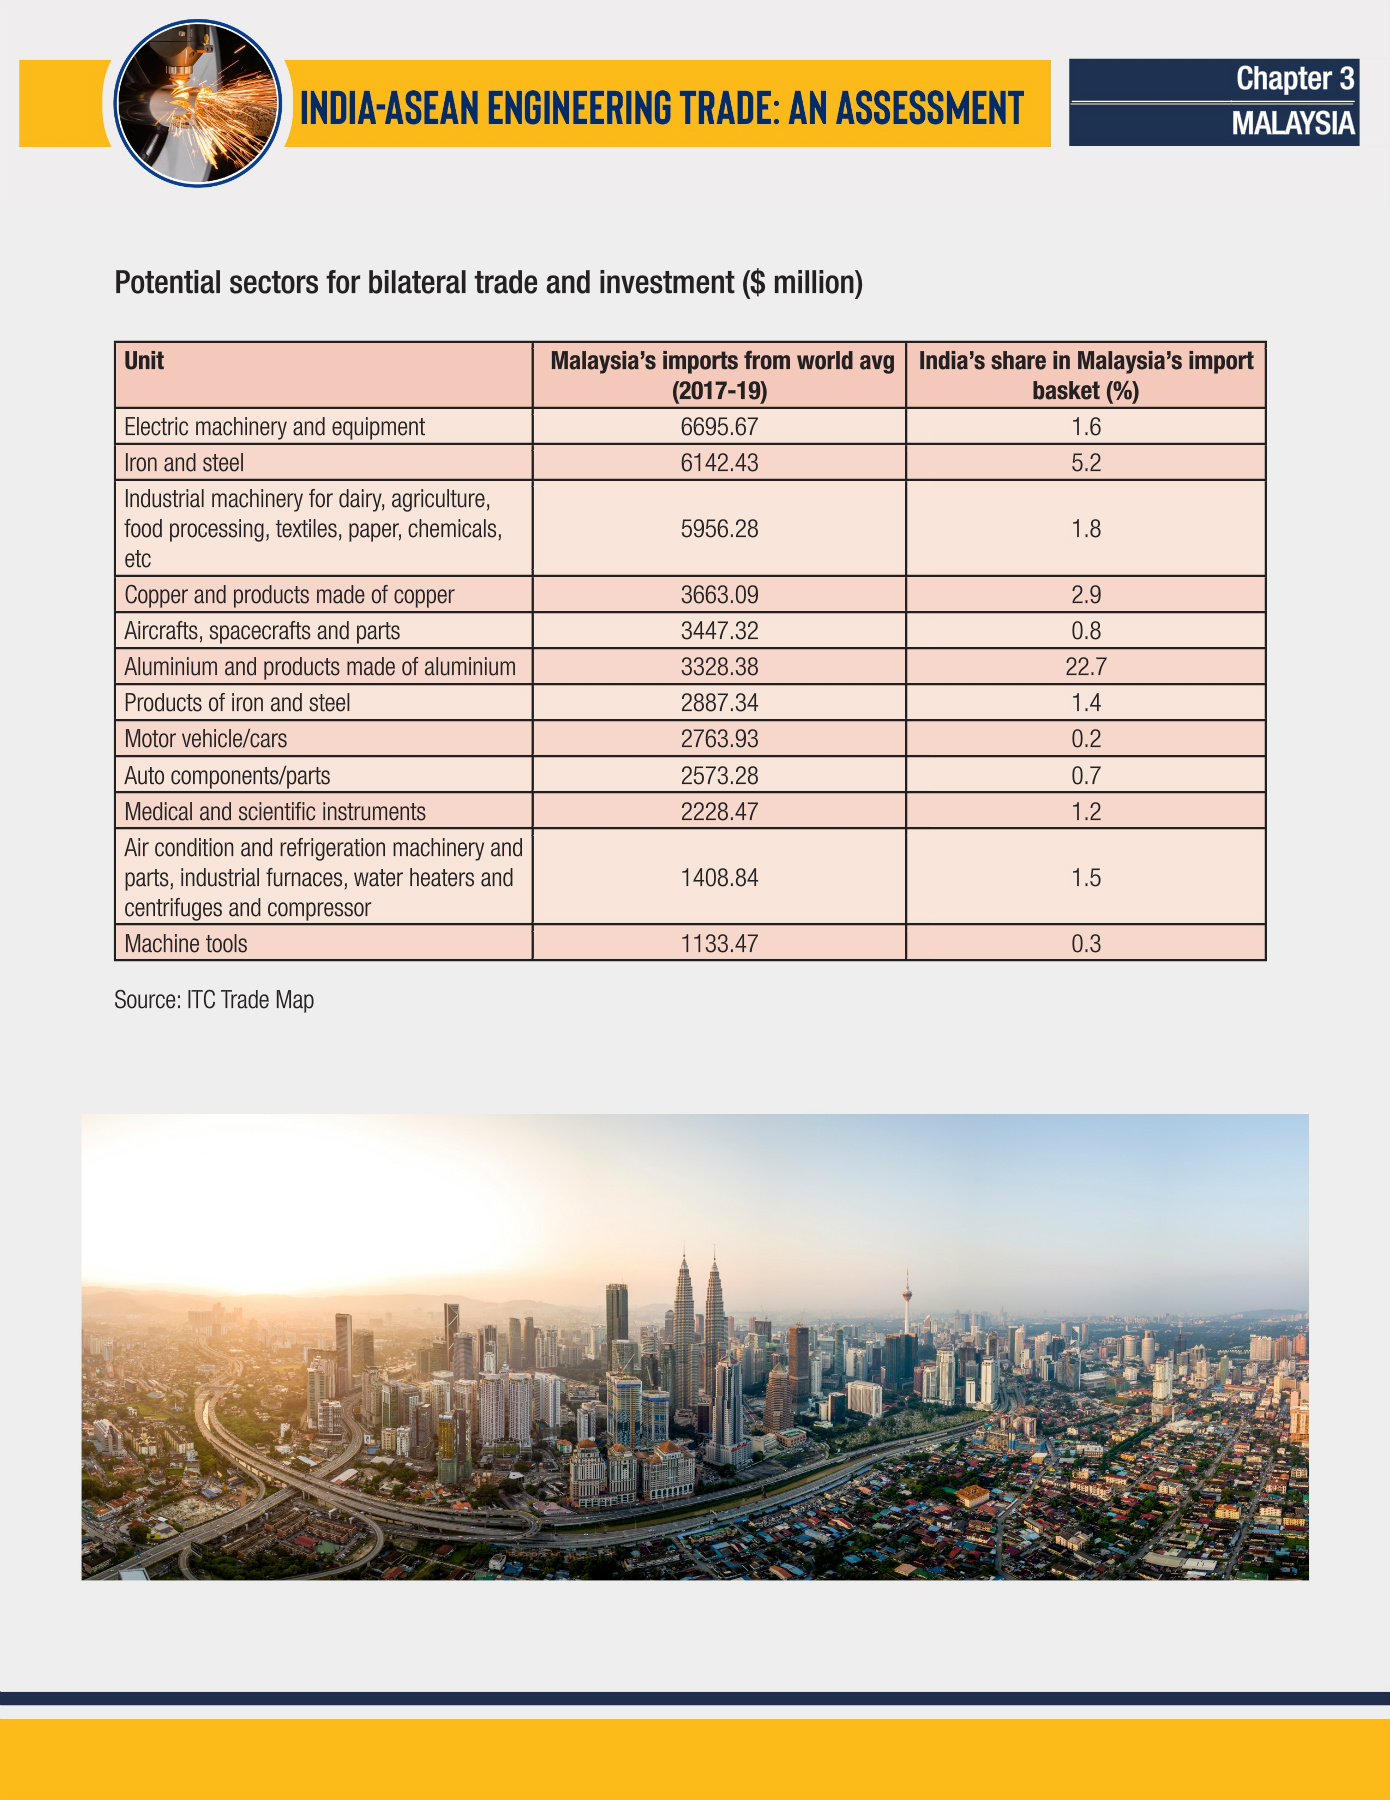 INDIA-ASEAN ENGINEERING TRADE: AN ASSESSMENT
Chapter 3
MALAYSIA
Potential sectors for bilateral trade and investment ($ million)
Unit
Malaysia’s imports from world avg
(2017-19)
India’s share in Malaysia’s import
basket (%)
Electric machinery and equipment 6695.67 1.6
Iron and steel 6142.43 5.2
Industrial machinery for dairy, agriculture,
food processing, textiles, paper, chemicals,
etc
5956.28 1.8
Copper and products made of copper 3663.09 2.9
Aircrafts, spacecrafts and parts 3447.32 0.8
Aluminium and products made of aluminium 3328.38 22.7
Products of iron and steel 2887.34 1.4
Motor vehicle/cars 2763.93 0.2
Auto components/parts 2573.28 0.7
Medical and scientific instruments 2228.47 1.2
Air condition and refrigeration machinery and
parts, industrial furnaces, water heaters and
centrifuges and compressor
1408.84 1.5
Machine tools 1133.47 0.3
Source: ITC Trade Map